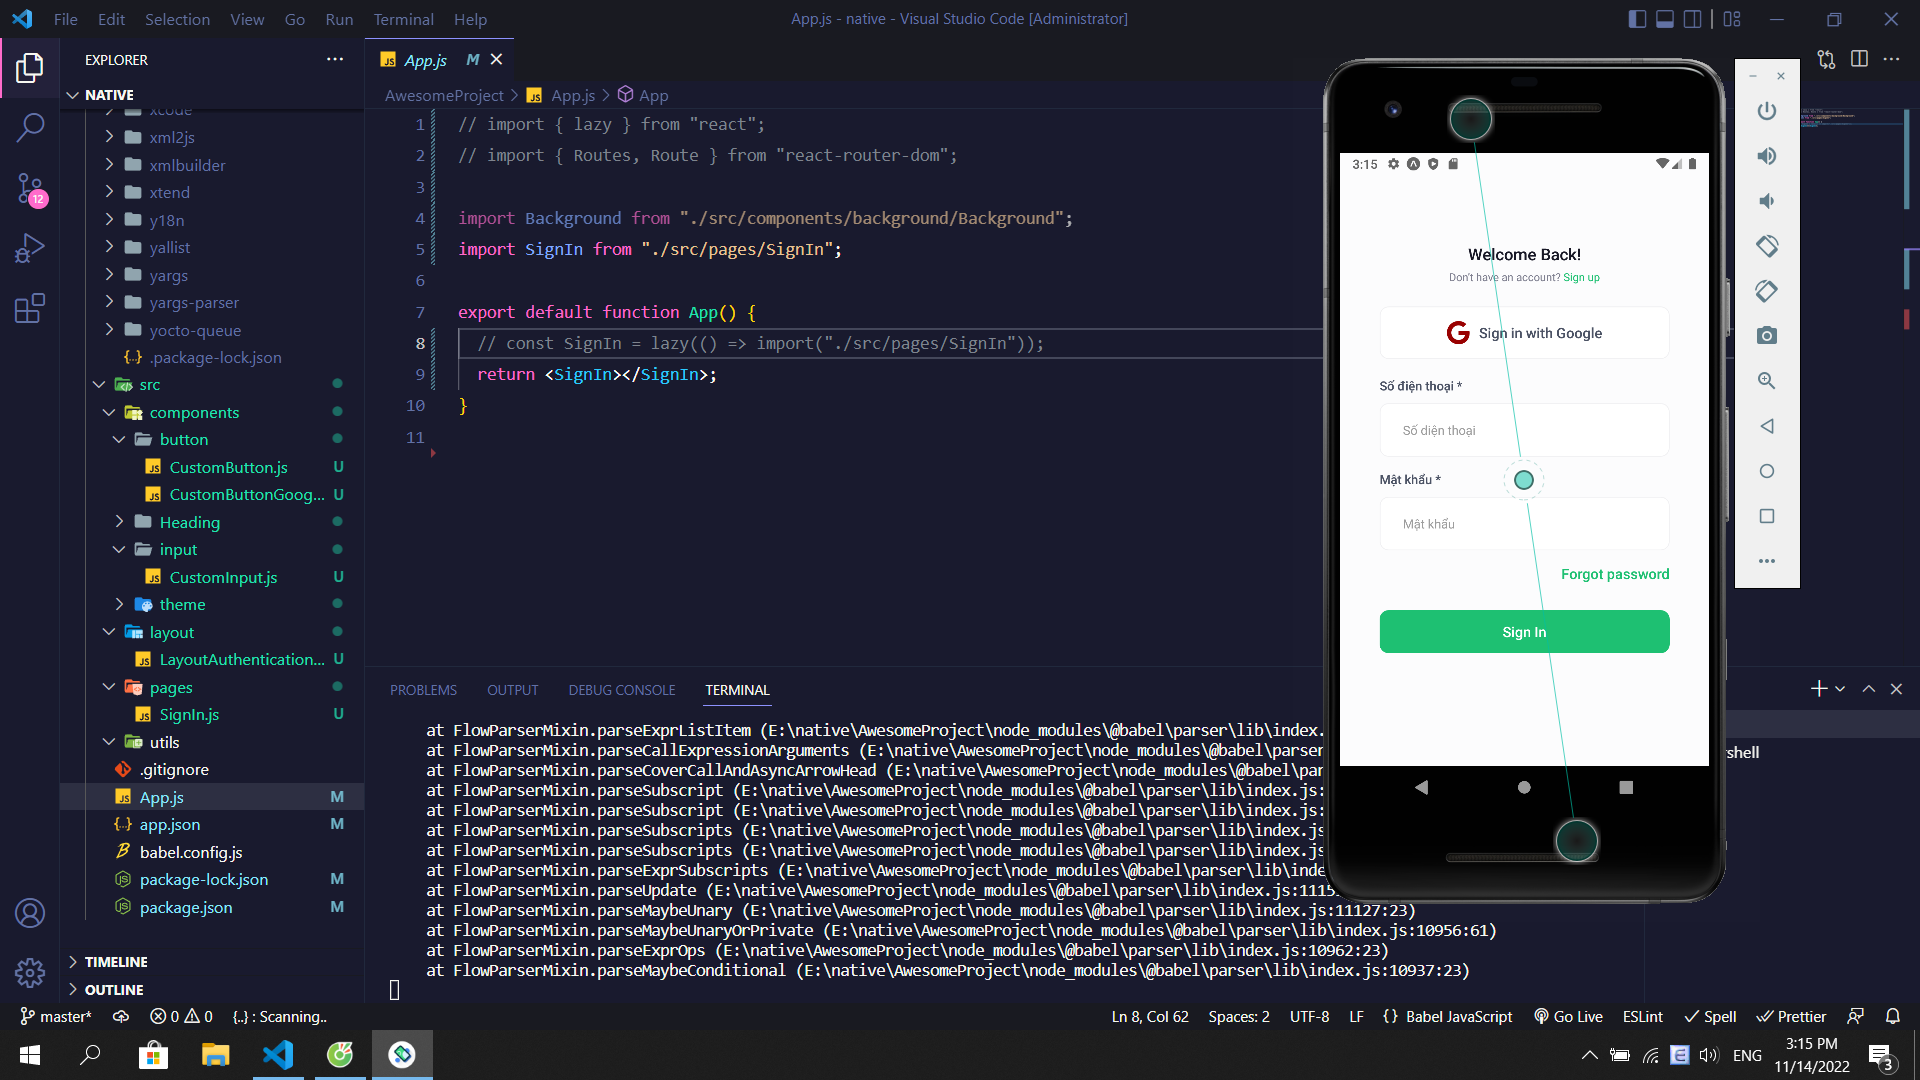 File Edit Selection View Go Run Terminal Help
App.js - native - Visual Studio Code [Administrator]
EXPLORER
NATIVE
xcode
xml2js
xmlbuilder
xtend
y18n
yallist
yargs
yargs-parser
yocto-queue
.package-lock.json
src
components
button
CustomButton.js U
CustomButtonGoog... U
Heading
input
CustomInput.js U
theme
layout
LayoutAuthentication... U
pages
SignIn.js U
utils
.gitignore
App.js M
app.json M
babel.config.js
package-lock.json M
package.json M
TIMELINE
OUTLINE
12
App.js M
AwesomeProject > App.js > App
1 // import { lazy } from "react";
2 // import { Routes, Route } from "react-router-dom";
3
4 import Background from "./src/components/background/Background";
5 import SignIn from "./src/pages/SignIn";
6
7 export default function App() {
8 // const SignIn = lazy(() => import("./src/pages/SignIn"));
9 return <SignIn></SignIn>;
10 }
11
PROBLEMS OUTPUT DEBUG CONSOLE TERMINAL
at FlowParserMixin.parseExprListItem (E:\native\AwesomeProject\node_modules\@babel\parser\lib\index.
at FlowParserMixin.parseCallExpressionArguments (E:\native\AwesomeProject\node_modules\@babel\parser
at FlowParserMixin.parseCoverCallAndAsyncArrowHead (E:\native\AwesomeProject\node_modules\@babel\par
at FlowParserMixin.parseSubscript (E:\native\AwesomeProject\node_modules\@babel\parser\lib\index.js:
at FlowParserMixin.parseSubscript (E:\native\AwesomeProject\node_modules\@babel\parser\lib\index.js:
at FlowParserMixin.parseSubscripts (E:\native\AwesomeProject\node_modules\@babel\parser\lib\index.js
at FlowParserMixin.parseSubscripts (E:\native\AwesomeProject\node_modules\@babel\parser\lib\index.js
at FlowParserMixin.parseExprSubscripts (E:\native\AwesomeProject\node_modules\@babel\parser\lib\inde
at FlowParserMixin.parseUpdate (E:\native\AwesomeProject\node_modules\@babel\parser\lib\index.js:1115
at FlowParserMixin.parseMaybeUnary (E:\native\AwesomeProject\node_modules\@babel\parser\lib\index.js:11127:23)
at FlowParserMixin.parseMaybeUnaryOrPrivate (E:\native\AwesomeProject\node_modules\@babel\parser\lib\index.js:10956:61)
at FlowParserMixin.parseExprOps (E:\native\AwesomeProject\node_modules\@babel\parser\lib\index.js:10962:23)
at FlowParserMixin.parseMaybeConditional (E:\native\AwesomeProject\node_modules\@babel\parser\lib\index.js:10937:23)
rshell
3:15
Welcome Back!
Don't have an account? Sign up
G Sign in with Google
Số điện thoại *
Số điện thoại
Mật khẩu *
Mật khẩu
Forgot password
Sign In
master* 0 0 {..} : Scanning..
Ln 8, Col 62 Spaces: 2 UTF-8 LF { } Babel JavaScript Go Live ESLint Spell Prettier
ENG
3:15 PM
11/14/2022
3